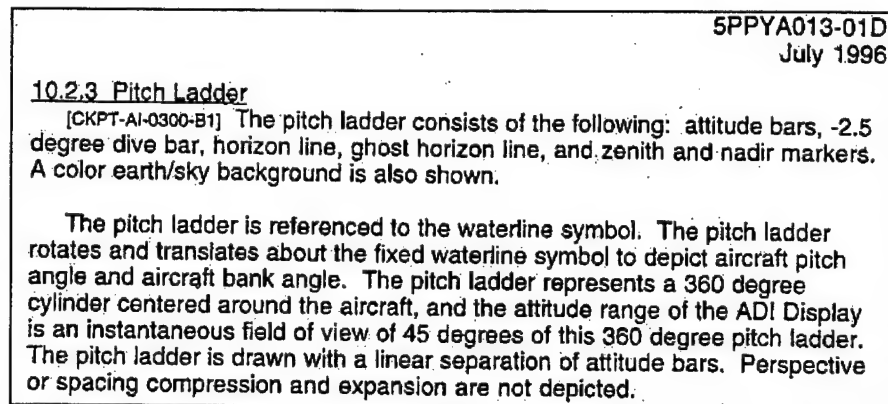 5PPYA013-01D
July 1996
10.2.3 Pitch Ladder
[CKPT-AI-0300-B1] The pitch ladder consists of the following: attitude bars, -2.5
degree dive bar, horizon line, ghost horizon line, and zenith and nadir markers.
A color earth/sky background is also shown.
The pitch ladder is referenced to the waterline symbol. The pitch ladder
rotates and translates about the fixed waterline symbol to depict aircraft pitch
angle and aircraft bank angle. The pitch ladder represents a 360 degree
cylinder centered around the aircraft, and the attitude range of the ADI Display
is an instantaneous field of view of 45 degrees of this 360 degree pitch ladder.
The pitch ladder is drawn with a linear separation of attitude bars. Perspective
or spacing compression and expansion are not depicted.